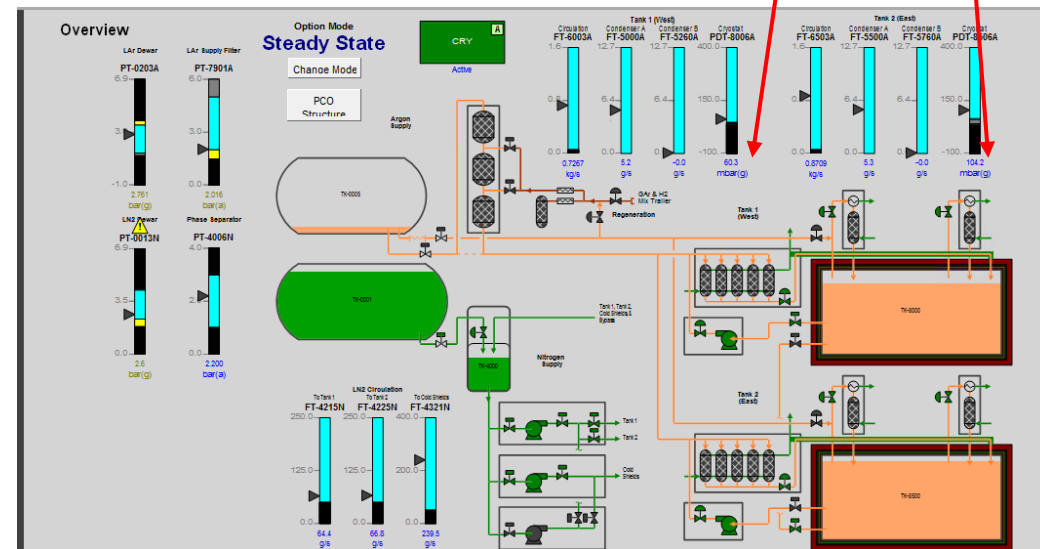 Overview
Option Mode
Steady State
Change Mode
PCO
Structure
CRY
A
Active
LAr Dewar
PT-0203A
6.9
3.
-1.0
2.761
bar(g)
LAr Supply Filter
PT-7901A
6.0
3.0
2.016
bar(a)
LN2 Dewar
PT-0013N
6.9
3.5
0.0
2.6
bar(g)
Phase Separator
PT-4006N
4.0
2.
0.0
2.200
bar(a)
Tank 1 (West)
Circulation
FT-6003A
1.6
0.8
0.0
0.7267
kg/s
Condenser A
FT-5000A
12.7
6.4
0.0
5.2
g/s
Condenser B
FT-5260A
12.7
6.4
0.0
-0.0
g/s
Cryostat
PDT-8006A
400.0
150.0
-100.
60.3
mbar(g)
Tank 2 (East)
Circulation
FT-6503A
1.6
0.
0.0
0.8709
kg/s
Condenser A
FT-5500A
12.7
6.4
0.0
5.3
g/s
Condenser B
FT-5760A
12.7
6.4
0.0
-0.0
g/s
Cryostat
PDT-8506A
400.0
150.0
-100.
104.2
mbar(g)
Argon
Supply
TK-0005
GAr & H2
Mix Trailer
Regeneration
Tank 1
(West)
TK-8000
TK-0001
Tank 1, Tank 2,
Cold Shields, &
Bypass
TK-4000
Nitrogen
Supply
LN2 Circulation
To Tank 1
FT-4215N
250.0
125.0
0.0
64.4
g/s
To Tank 2
FT-4225N
250.0
125.0
0.0
66.8
g/s
To Cold Shields
FT-4321N
400.0
200.0
0.0
239.5
g/s
Tank 1
Tank 2
Cold
Shields
Tank 2
(East)
TK-8500